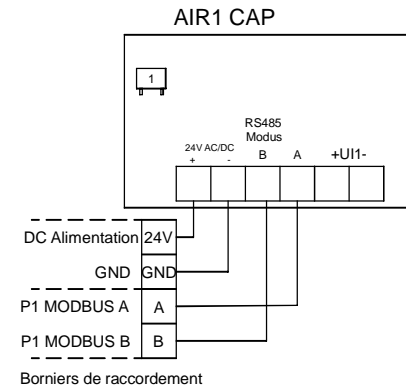 AIR1 CAP
1
RS485
Modus
24V AC/DC
+ - B A +UI1-
DC Alimentation 24V
GND GND
P1 MODBUS A A
P1 MODBUS B B
Borniers de raccordement